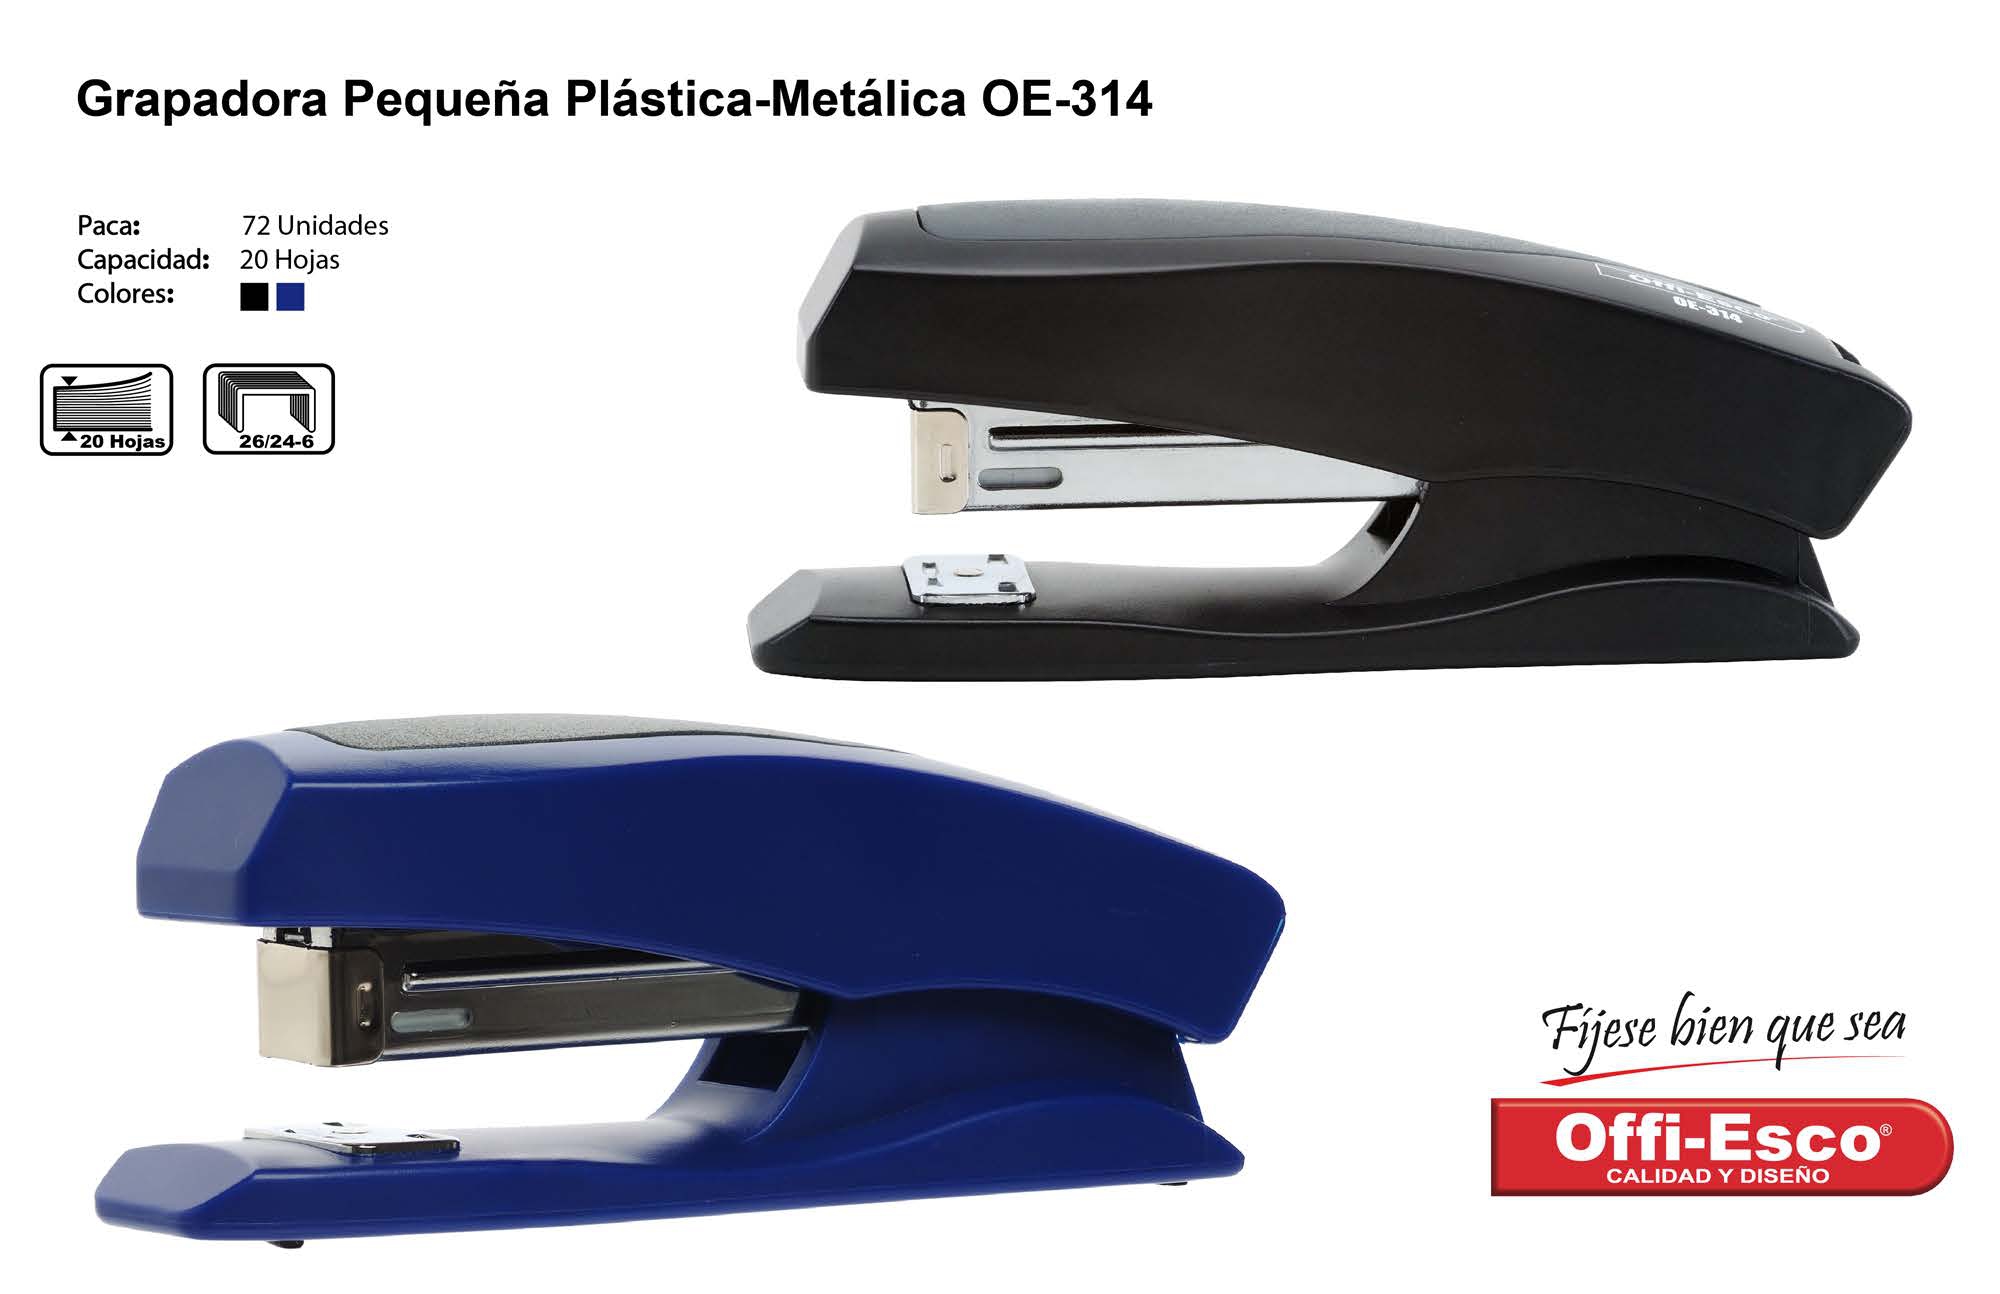 Grapadora Pequeña Plástica-Metálica OE-314
Paca: 72 Unidades
Capacidad: 20 Hojas
Colores:
20 Hojas
26/24-6
Offi-Esco
OE-314
Fíjese bien que sea
Offi-Esco®
CALIDAD Y DISEÑO